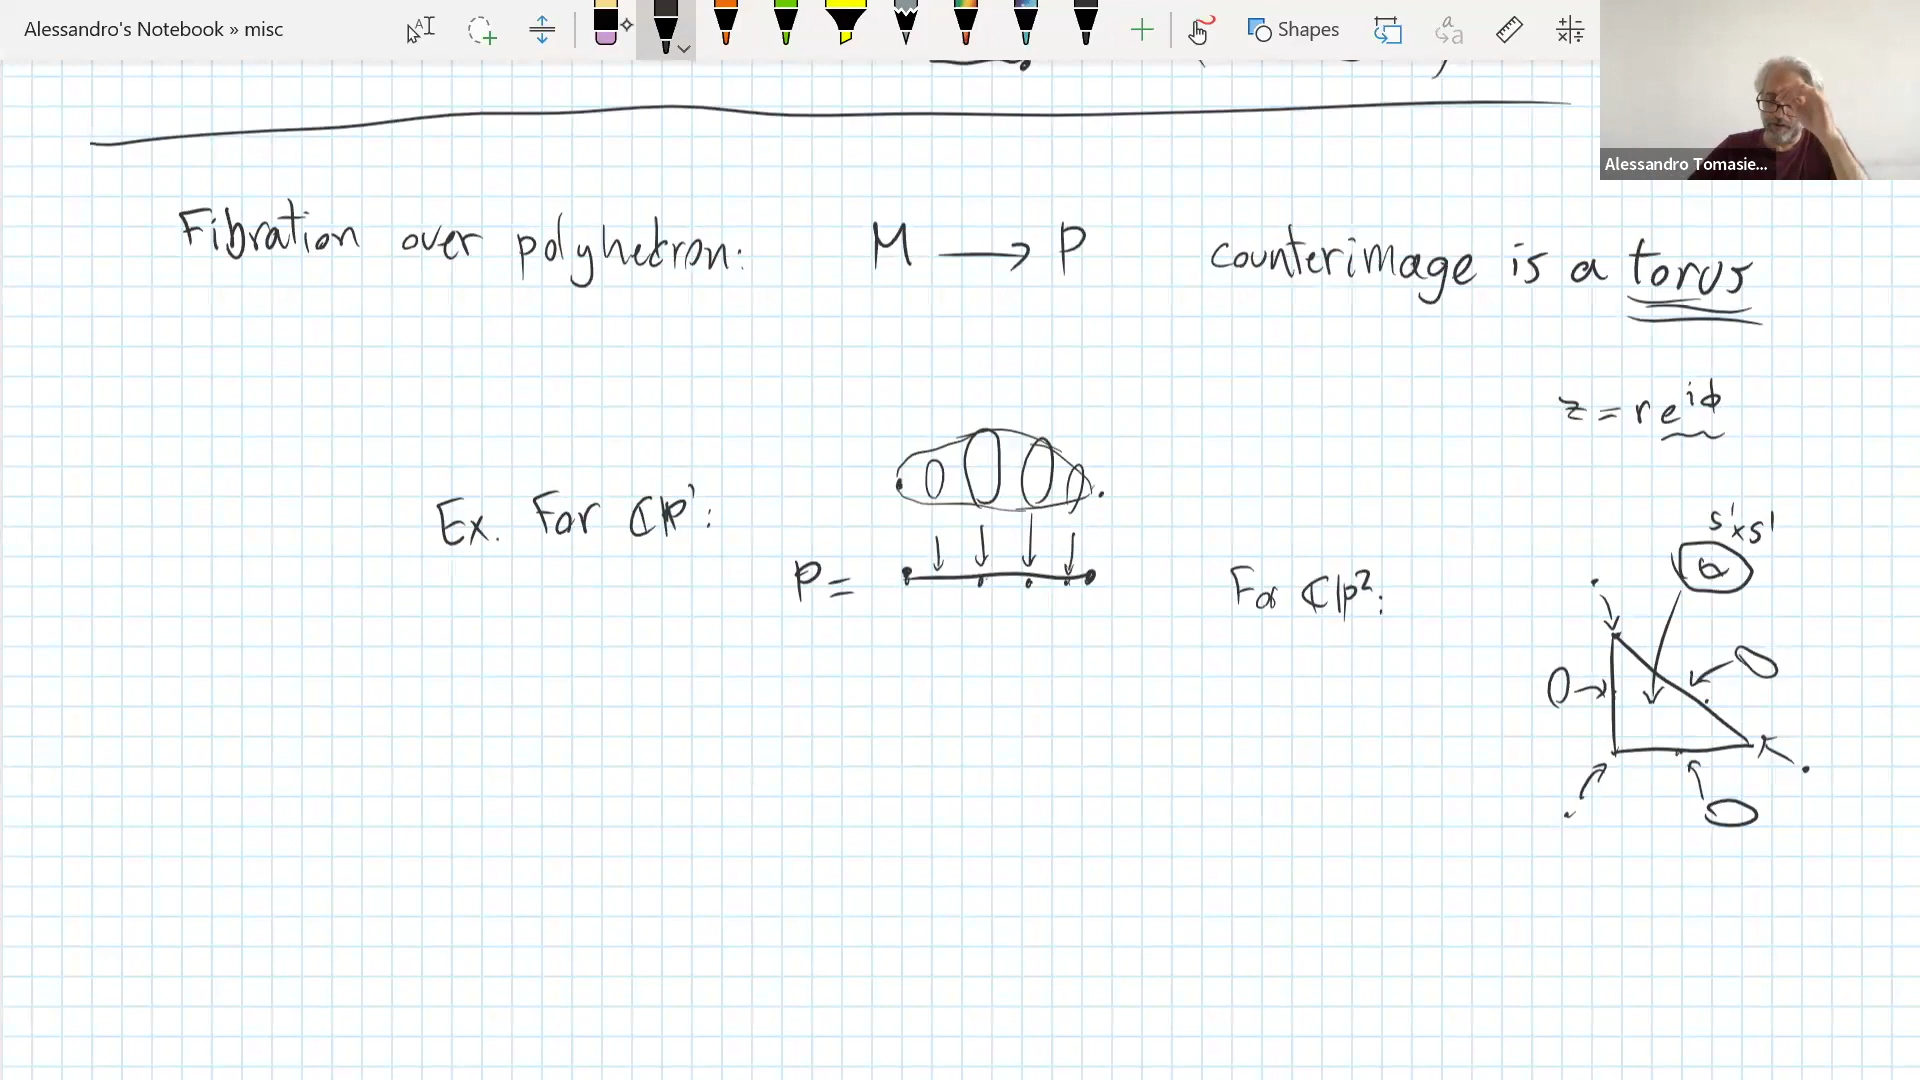 Alessandro's Notebook » misc
Shapes
Alessandro Tomasie...
Fibration over polyhedron: M → P counterimage is a torus
z = r e^{iϕ}
Ex. For ℂℙ¹:
P =
For ℂℙ²:
S¹×S¹